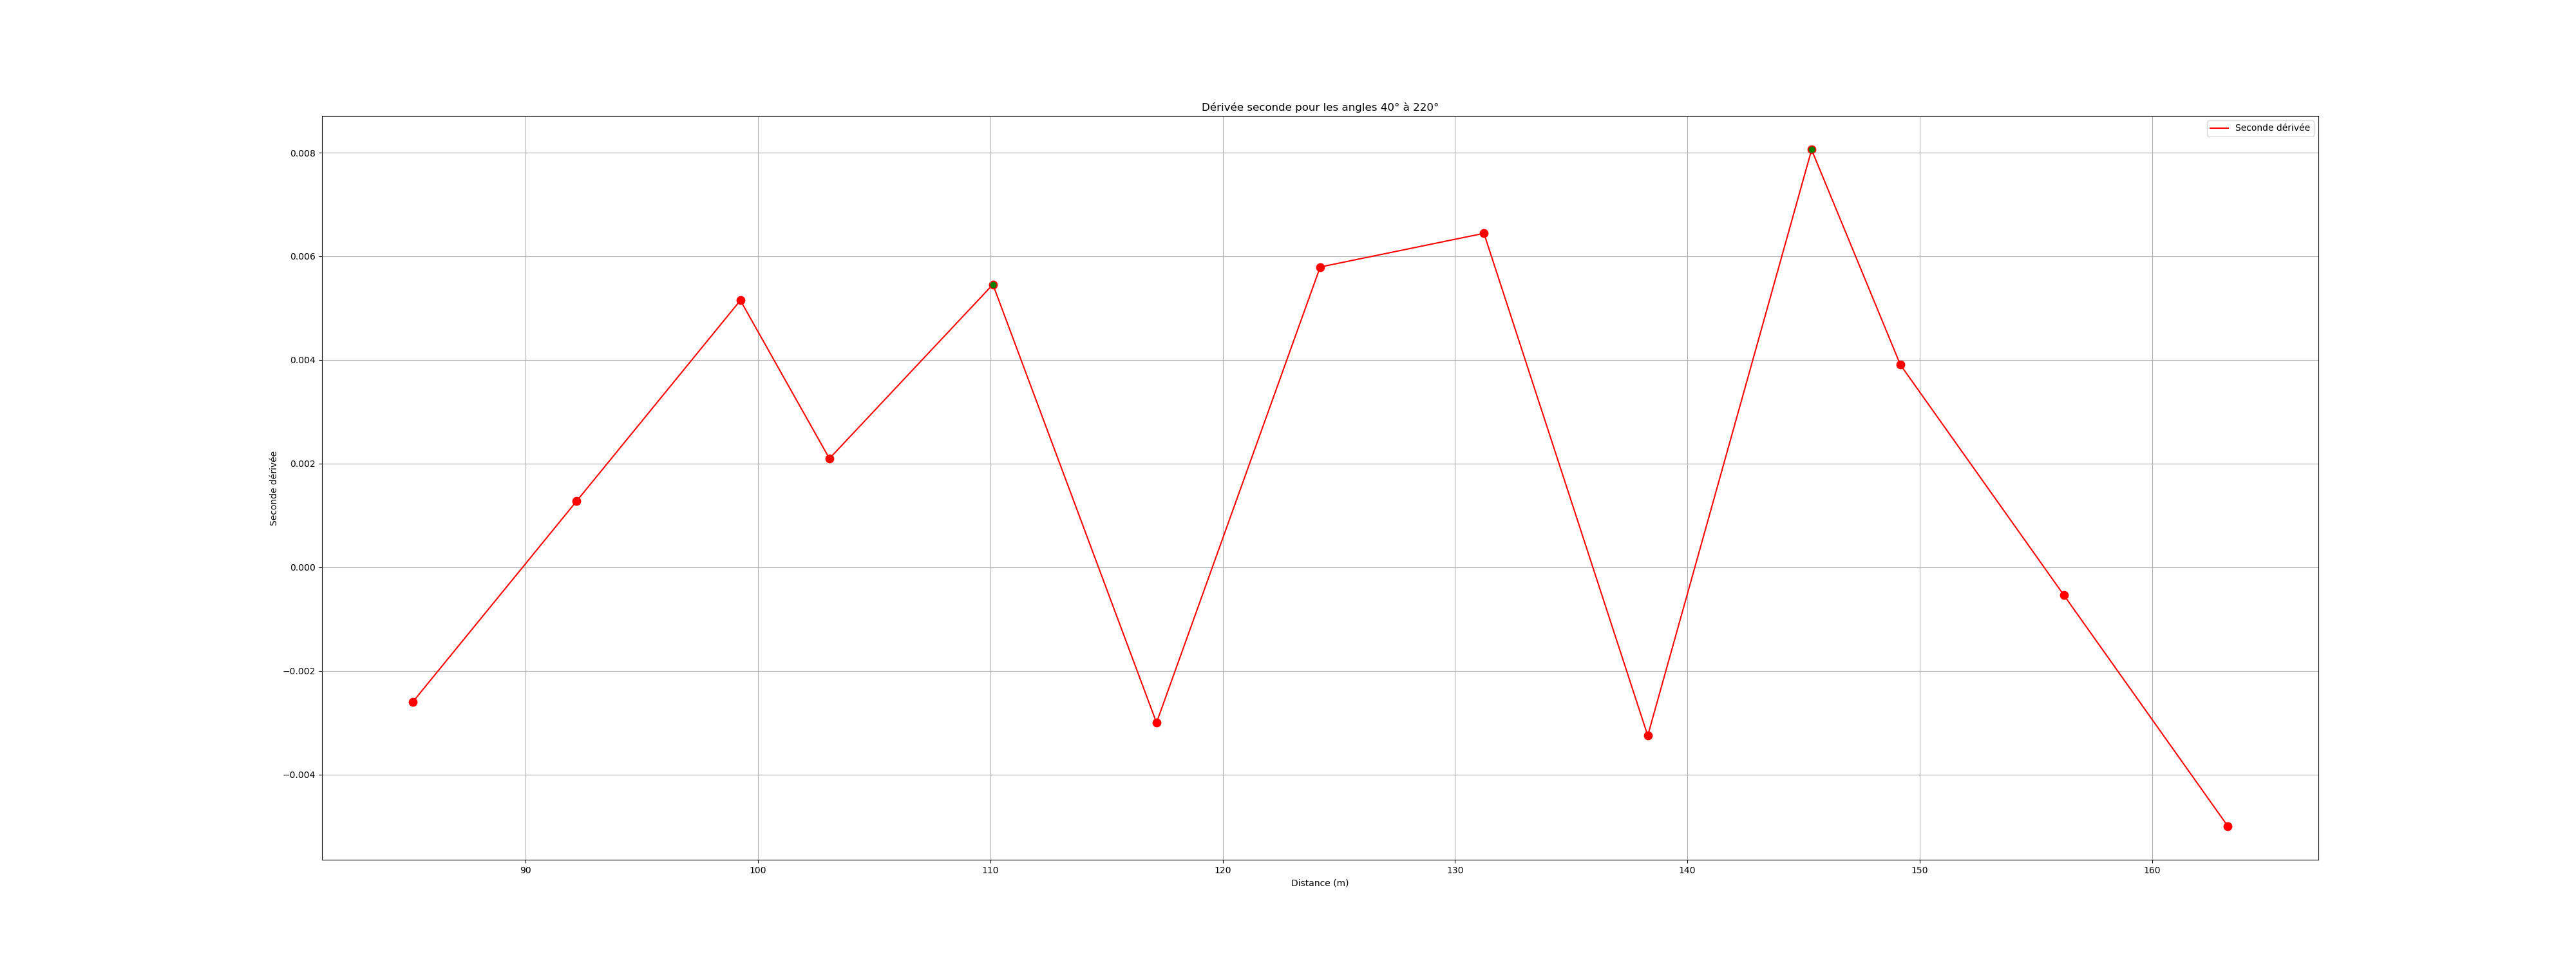 Dérivée seconde pour les angles 40° à 220°
Seconde dérivée
0.008
0.006
0.004
0.002
0.000
−0.002
−0.004
Seconde dérivée
90 100 110 120 130 140 150 160
Distance (m)